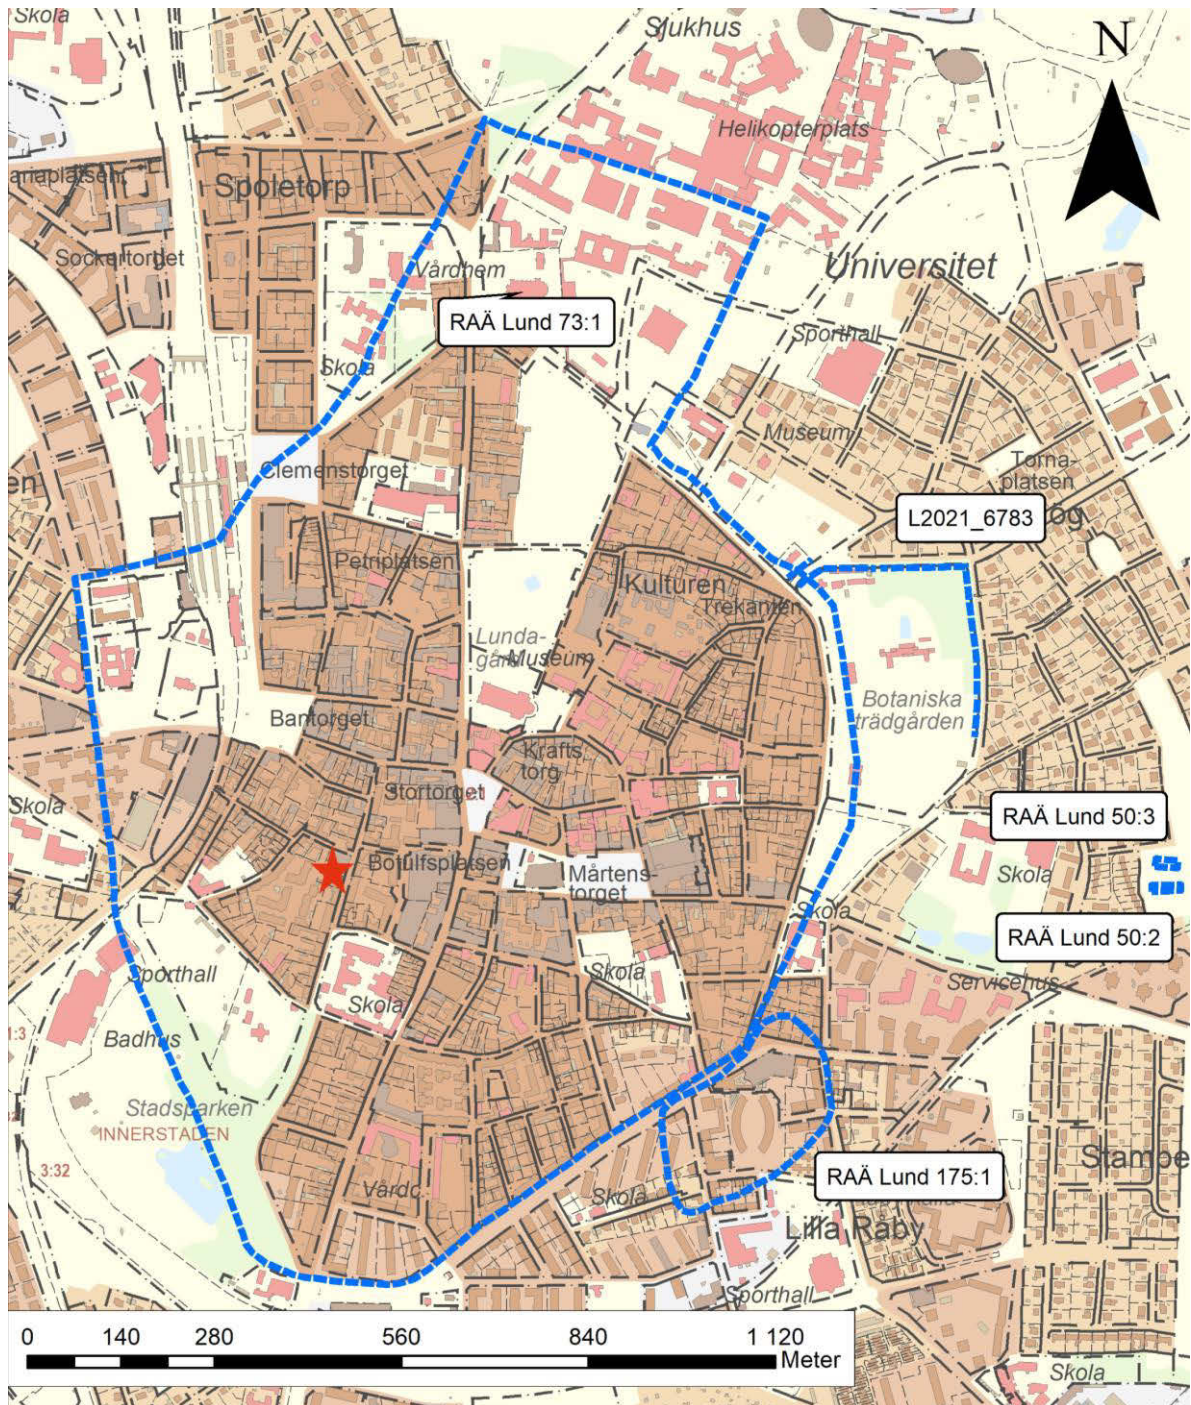 Skola
Sjukhus
N
Helikopterplats
Spoletorp
Sockertorget
Vårdhem
Universitet
RAÄ Lund 73:1
Sporthall
Skola
Museum
Clemenstorget
Torna-
platsen
L2021_6783
Petriplatsen
Kulturen
Trekanten
Lunda-
gård
Museum
Botaniska
trädgården
Bantorget
Krafts
torg
Stortorget
Skola
RAÄ Lund 50:3
Botulfsplatsen
Mårtens-
torget
Skola
Skola
RAÄ Lund 50:2
Sporthall
Skola
Skola
Servicehus
1:3
Badhus
Stadsparken
INNERSTADEN
3:32
Stampe
RAÄ Lund 175:1
Vårdc
Skola
Lilla Råby
Sporthall
0 140 280 560 840 1 120
Meter
Skola